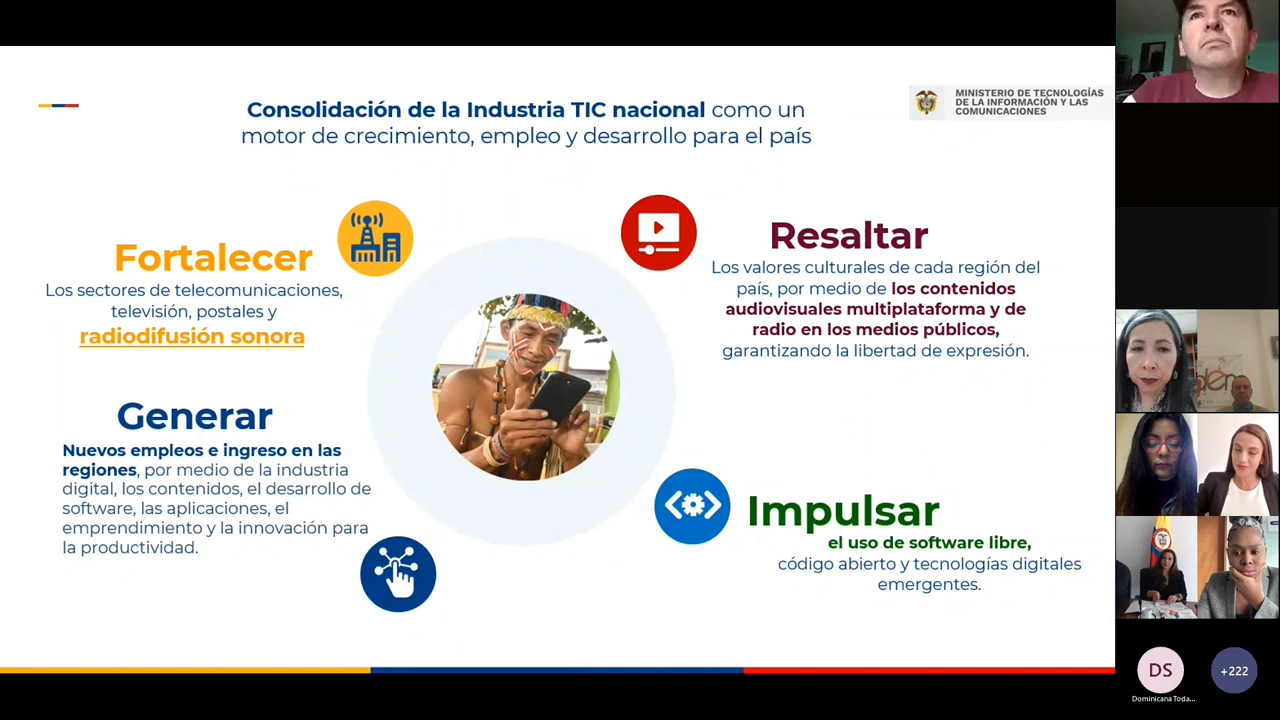 Consolidación de la Industria TIC nacional como un
motor de crecimiento, empleo y desarrollo para el país
MINISTERIO DE TECNOLOGÍAS
DE LA INFORMACIÓN Y LAS
COMUNICACIONES
Fortalecer
Los sectores de telecomunicaciones,
televisión, postales y
radiodifusión sonora
Resaltar
Los valores culturales de cada región del
país, por medio de los contenidos
audiovisuales multiplataforma y de
radio en los medios públicos,
garantizando la libertad de expresión.
Generar
Nuevos empleos e ingreso en las
regiones, por medio de la industria
digital, los contenidos, el desarrollo de
software, las aplicaciones, el
emprendimiento y la innovación para
la productividad.
Impulsar
el uso de software libre,
código abierto y tecnologías digitales
emergentes.
DS
Dominicana Toda...
+222